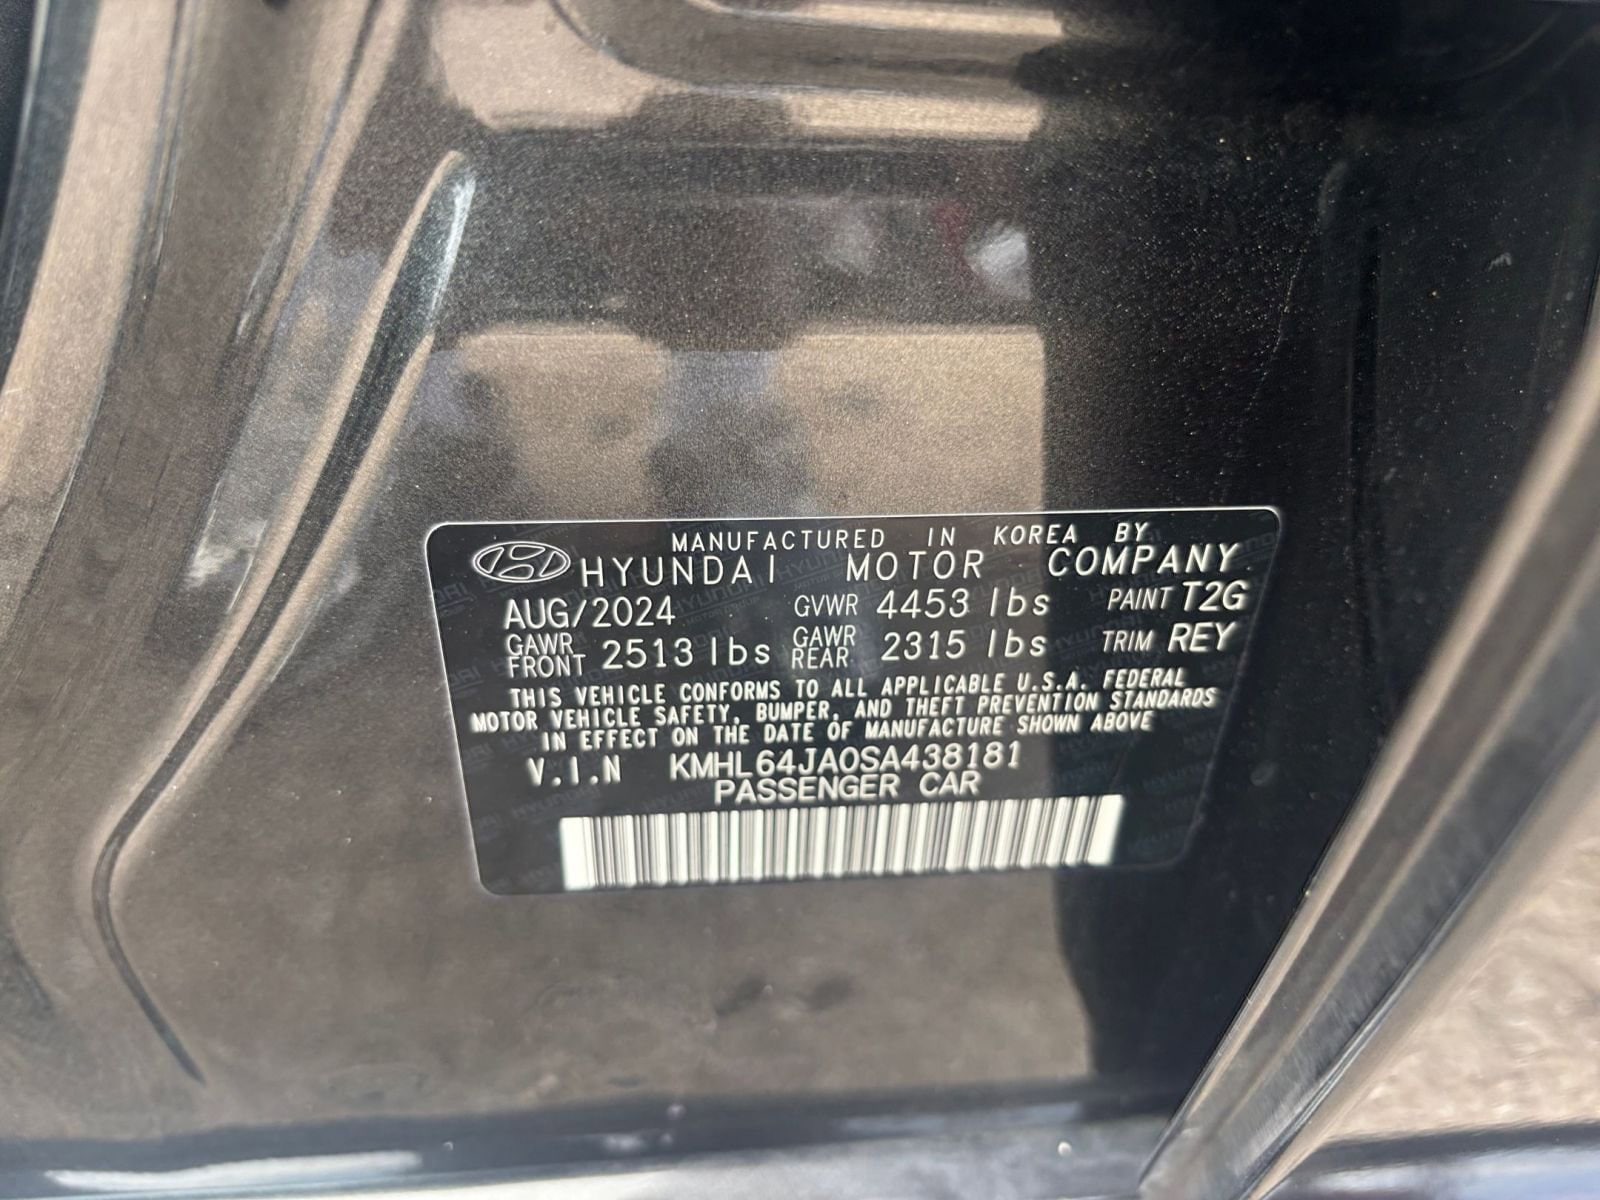 MANUFACTURED IN KOREA BY
HYUNDAI MOTOR COMPANY
AUG/2024 GVWR 4453 lbs PAINT T2G
GAWR FRONT 2513 lbs GAWR REAR 2315 lbs TRIM REY
THIS VEHICLE CONFORMS TO ALL APPLICABLE U.S.A. FEDERAL
MOTOR VEHICLE SAFETY, BUMPER, AND THEFT PREVENTION STANDARDS
IN EFFECT ON THE DATE OF MANUFACTURE SHOWN ABOVE
V.I.N KMHL64JA0SA438181
PASSENGER CAR